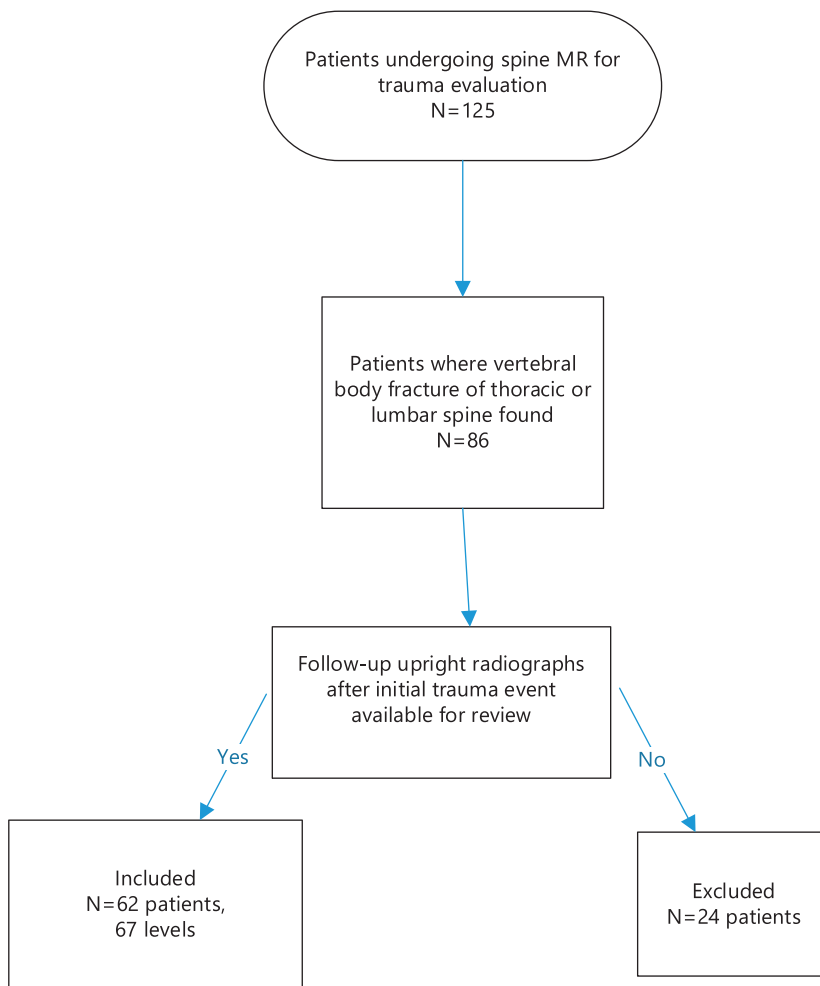 Patients undergoing spine MR for
trauma evaluation
N=125
Patients where vertebral
body fracture of thoracic or
lumbar spine found
N=86
Follow-up upright radiographs
after initial trauma event
available for review
Yes
No
Included
N=62 patients,
67 levels
Excluded
N=24 patients